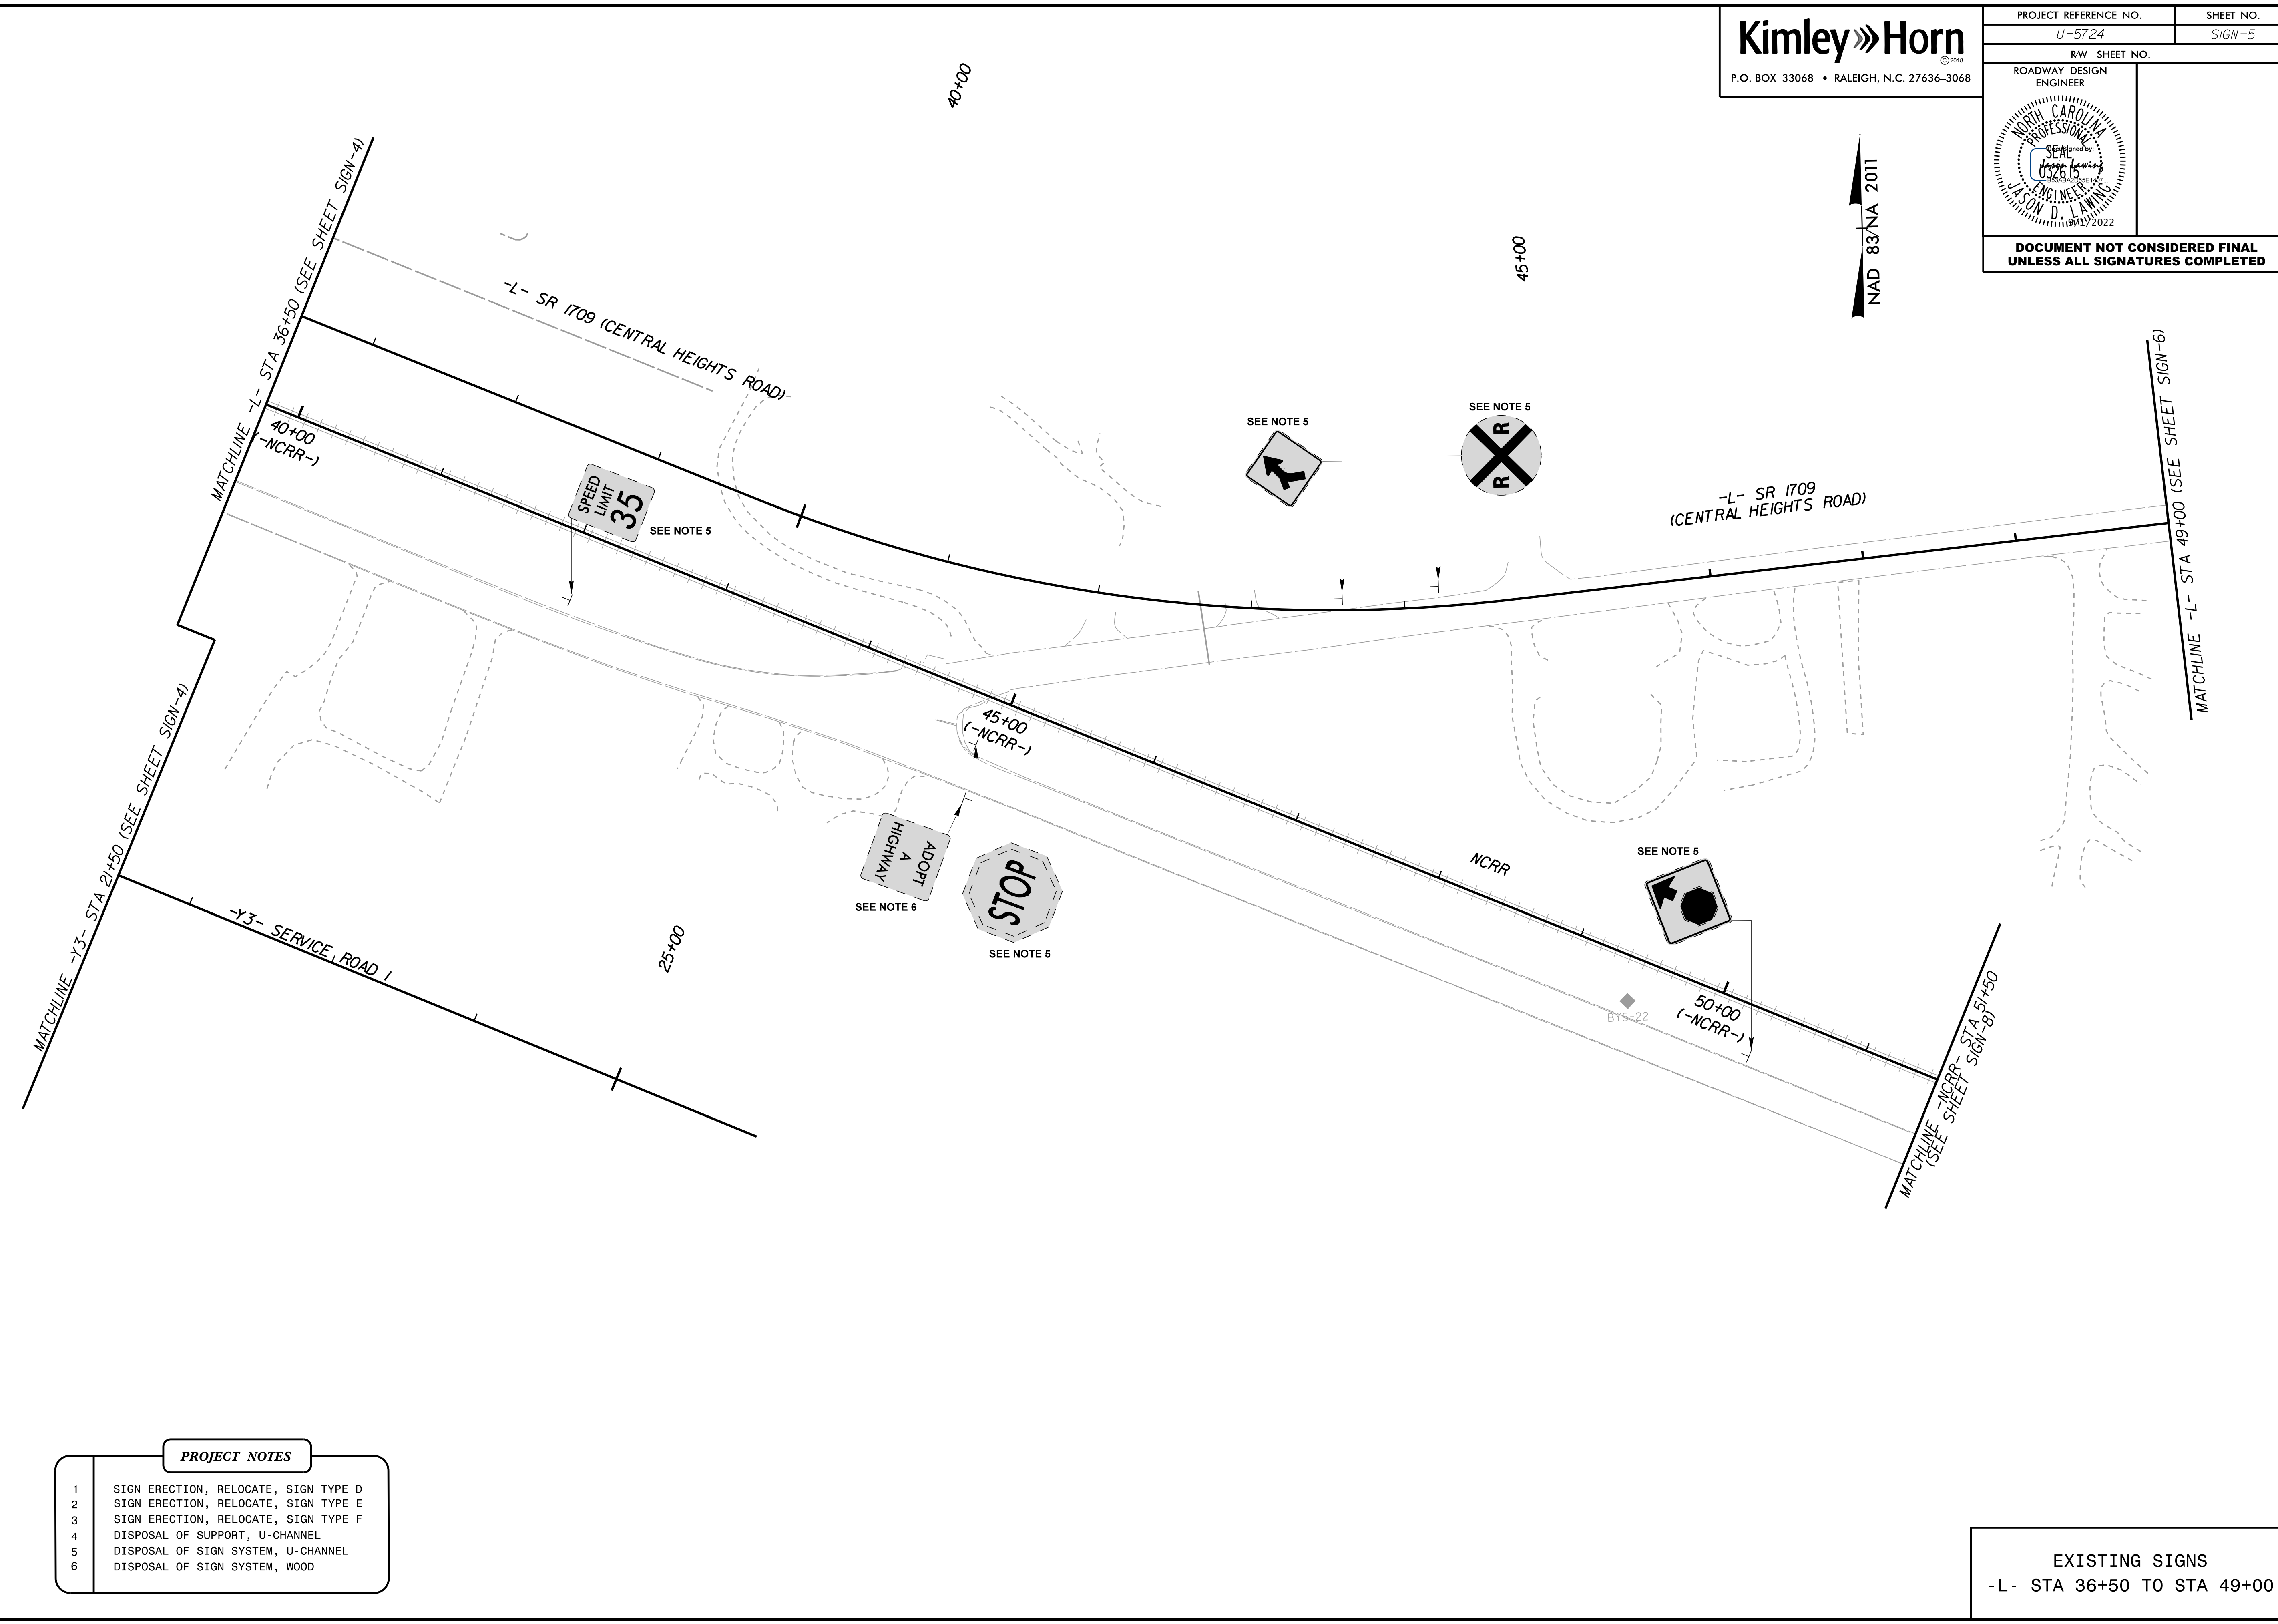 Kimley»Horn
©2018
P.O. BOX 33068 • RALEIGH, N.C. 27636-3068
PROJECT REFERENCE NO.
SHEET NO.
U-5724
SIGN-5
R/W SHEET NO.
ROADWAY DESIGN
ENGINEER
NORTH CAROLINA
PROFESSIONAL
SEAL
032615
Jason Lawing
ENGINEER
JASON D. LAWING
9/1/2022
DOCUMENT NOT CONSIDERED FINAL
UNLESS ALL SIGNATURES COMPLETED
NAD 83/NA 2011
40+00
45+00
MATCHLINE -L- STA 36+50 (SEE SHEET SIGN-4)
-L- SR 1709 (CENTRAL HEIGHTS ROAD)
40+00
(-NCRR-)
SPEED
LIMIT
35
SEE NOTE 5
SEE NOTE 5
SEE NOTE 5
R
R
-L- SR 1709
(CENTRAL HEIGHTS ROAD)
MATCHLINE -L- STA 49+00 (SEE SHEET SIGN-6)
45+00
(-NCRR-)
ADOPT
A
HIGHWAY
SEE NOTE 6
STOP
SEE NOTE 5
NCRR
SEE NOTE 5
BY5-22
50+00
(-NCRR-)
MATCHLINE -NCRR- STA 51+50
(SEE SHEET SIGN-8)
MATCHLINE -Y3- STA 21+50 (SEE SHEET SIGN-4)
-Y3- SERVICE ROAD 1
25+00
PROJECT NOTES
1 SIGN ERECTION, RELOCATE, SIGN TYPE D
2 SIGN ERECTION, RELOCATE, SIGN TYPE E
3 SIGN ERECTION, RELOCATE, SIGN TYPE F
4 DISPOSAL OF SUPPORT, U-CHANNEL
5 DISPOSAL OF SIGN SYSTEM, U-CHANNEL
6 DISPOSAL OF SIGN SYSTEM, WOOD
EXISTING SIGNS
-L- STA 36+50 TO STA 49+00